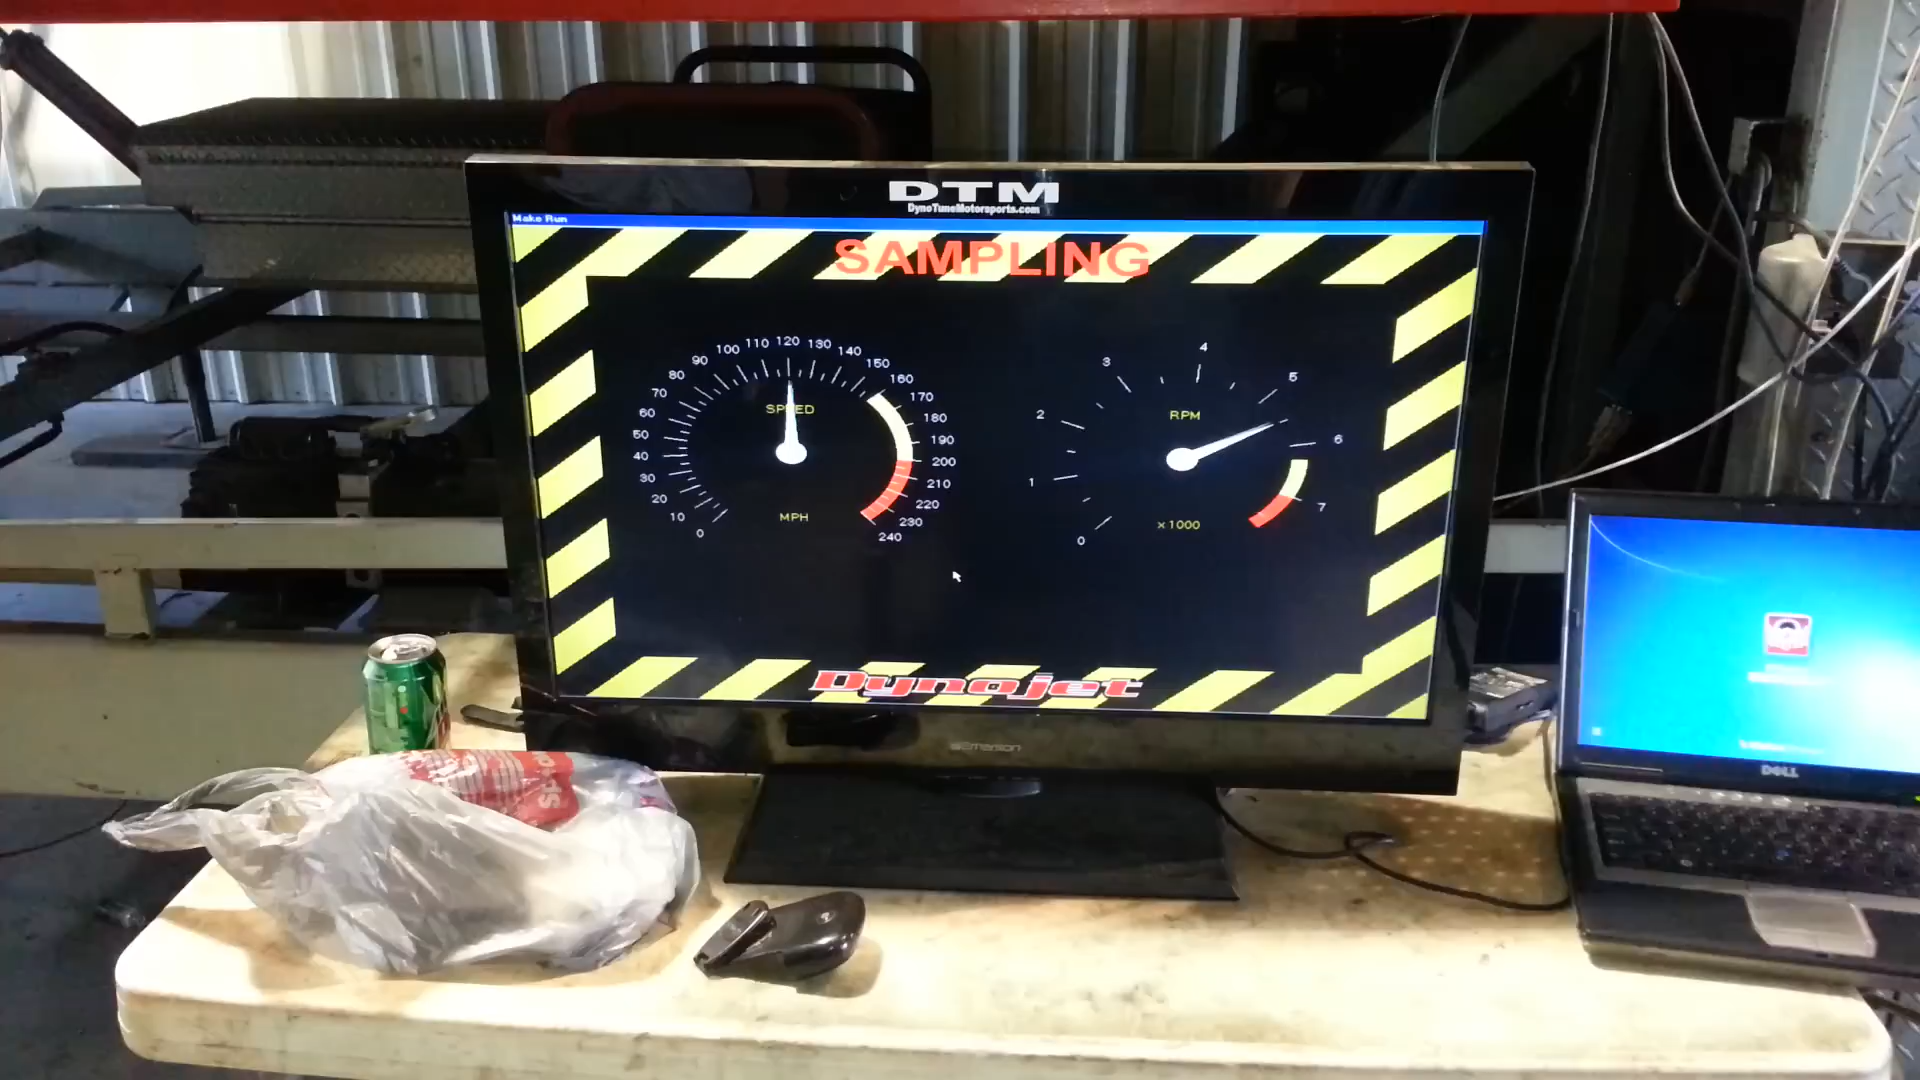 DTM
DynoTuneMotorsports.com
Make Run
SAMPLING
0 10 20 30 40 50 60 70 80 90 100 110 120 130 140 150 160 170 180 190 200 210 220 230 240
SPEED
MPH
0 1 2 3 4 5 6 7
RPM
x1000
Dynojet
Emerson
DELL